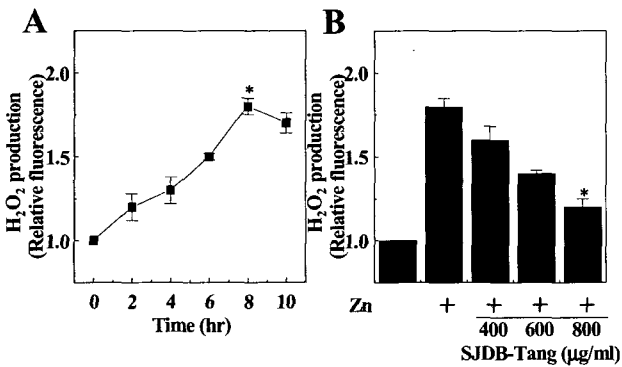 A
H₂O₂ production
(Relative fluorescence)
2.0
1.5
1.0
*
0 2 4 6 8 10
Time (hr)
B
H₂O₂ production
(Relative fluorescence)
2.0
1.5
1.0
*
Zn + + + +
400 600 800
SJDB-Tang (μg/ml)